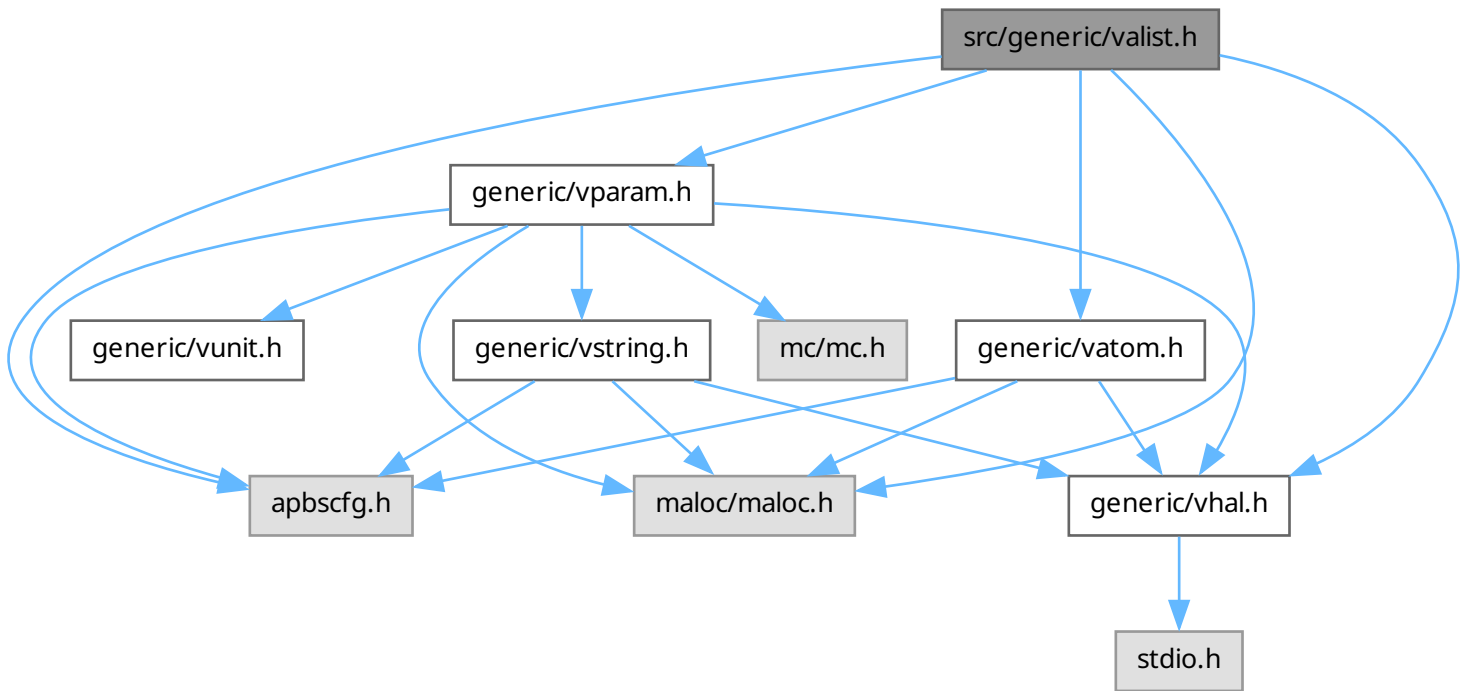 src/generic/valist.h
generic/vparam.h
generic/vunit.h
generic/vstring.h
mc/mc.h
generic/vatom.h
apbscfg.h
maloc/maloc.h
generic/vhal.h
stdio.h